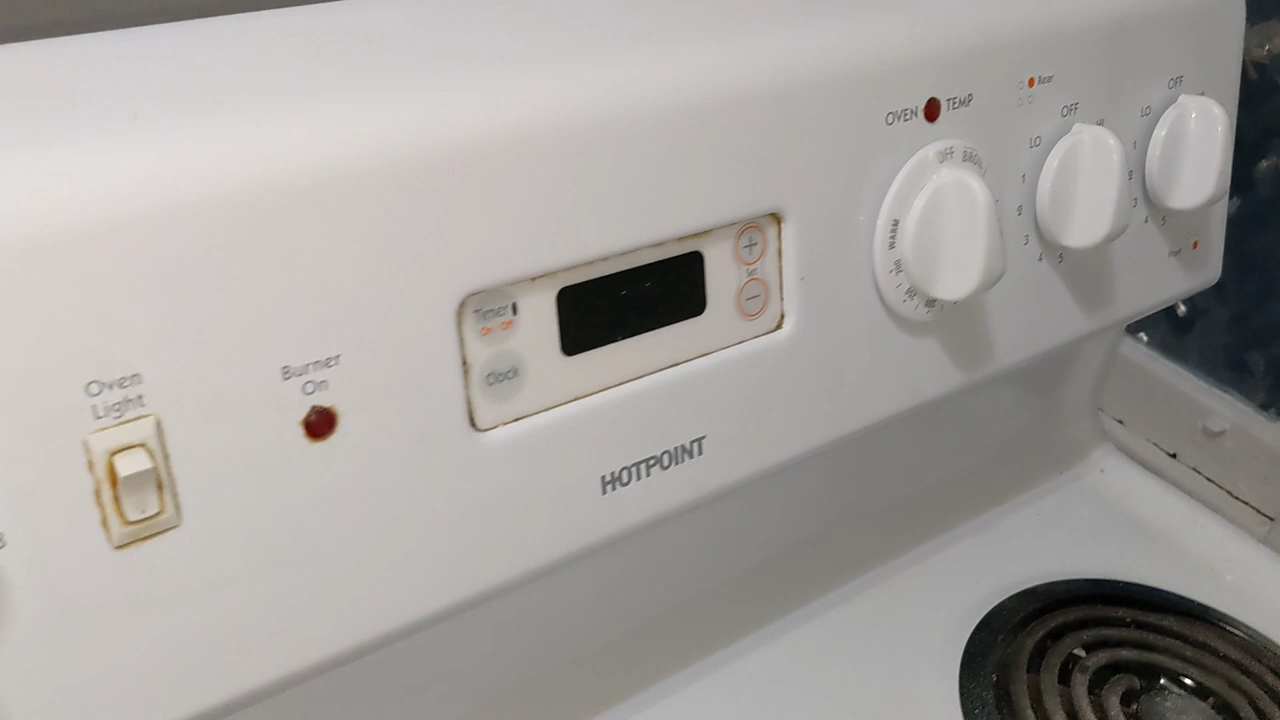 Oven
Light
Burner
On
Timer
On/Off
Clock
+
Set
−
HOTPOINT
OVEN TEMP
OFF BROIL
WARM
Rear
OFF
LO
HI
1
2
3
4
5
OFF
LO
1
2
3
4
5
Front